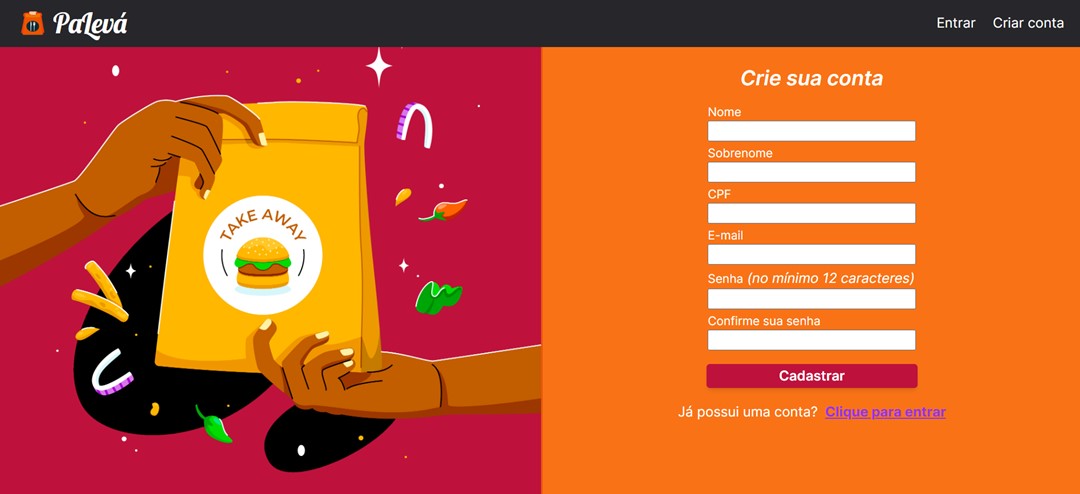 PaLevá
Entrar
Criar conta
TAKE AWAY
Crie sua conta
Nome
Sobrenome
CPF
E-mail
Senha (no mínimo 12 caracteres)
Confirme sua senha
Cadastrar
Já possui uma conta? Clique para entrar